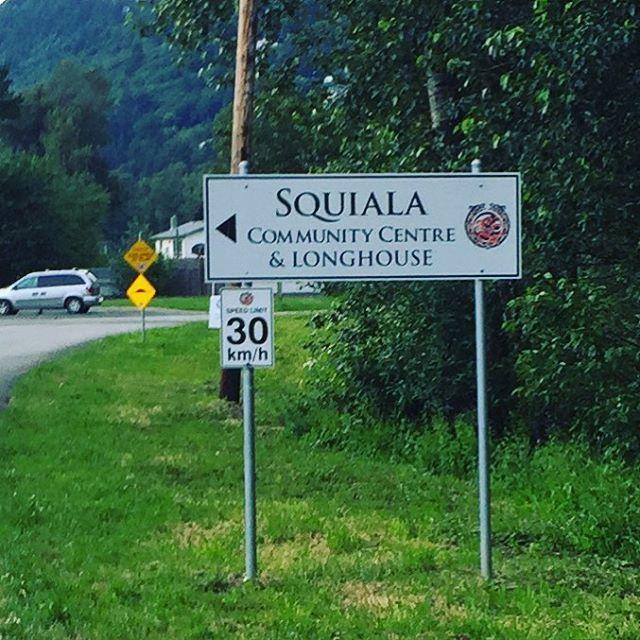 SQUIALA
COMMUNITY CENTRE
& LONGHOUSE
SPEED LIMIT
30
km/h